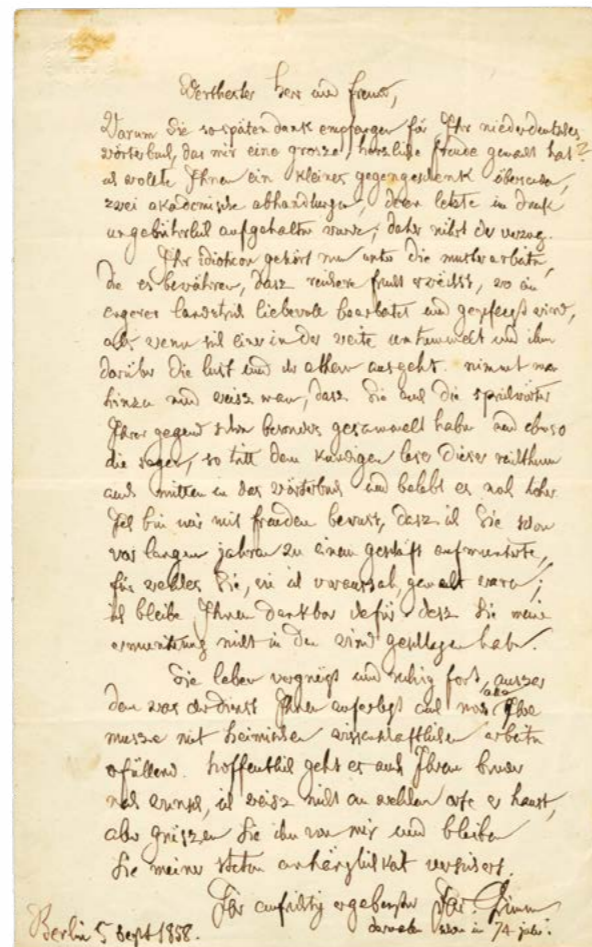 Werthester herr und freund,
Warum Sie so späten dank empfangen für Ihr niederdeutsches
wörterbuch, das mir eine grosze, herzliche freude gemacht hat?
ich wollte Ihnen ein kleines gegengeschenk übersenden,
zwei akademische abhandlungen, deren letzte im druck
ungebührlich aufgehalten wurde; daher rührt der verzug.
Ihr idioticon gehört nun unter die musterarbeiten,
die es bewähren, dasz reichere frucht erwächst, wo ein
engerer landstrich liebevoll bearbeitet und gepflegt wird,
als wenn sich einer in der weite umtummelt und ihm
darüber die lust und der athem ausgeht. nimmt man
hinzu und weisz man, dasz Sie auch die sprichwörter
Ihrer gegend schon besonders gesammelt haben und ebenso
die sagen, so tritt dem kundigen leser dieser reichthum
auch mitten in das wörterbuch und belebt es noch höher.
Ich bin mir mit freuden bewust, dasz ich Sie schon
vor langen jahren zu einem geschäft aufmunterte,
für welches Sie, wie ich voraussah, gemacht waren;
ich bleibe Ihnen dankbar dafür dasz Sie meine
ermunterung nicht in den wind geschlagen haben.
Sie leben vergnügt und ruhig fort, auszer
dem was der dienst Ihnen auferlegt auch noch Ihre
musze mit heimischen wissenschaftlichen arbeiten
erfüllend. hoffentlich geht es auch Ihrem bruder
nach wunsch, ich weisz nicht an welchem orte er haust,
aber grüszen Sie ihn von mir und bleiben
Sie meiner steten anhänglichkeit versichert.
Ihr aufrichtig ergebenster Jac. Grimm
Berlin 5 sept 1858. schon im 74 jahr.